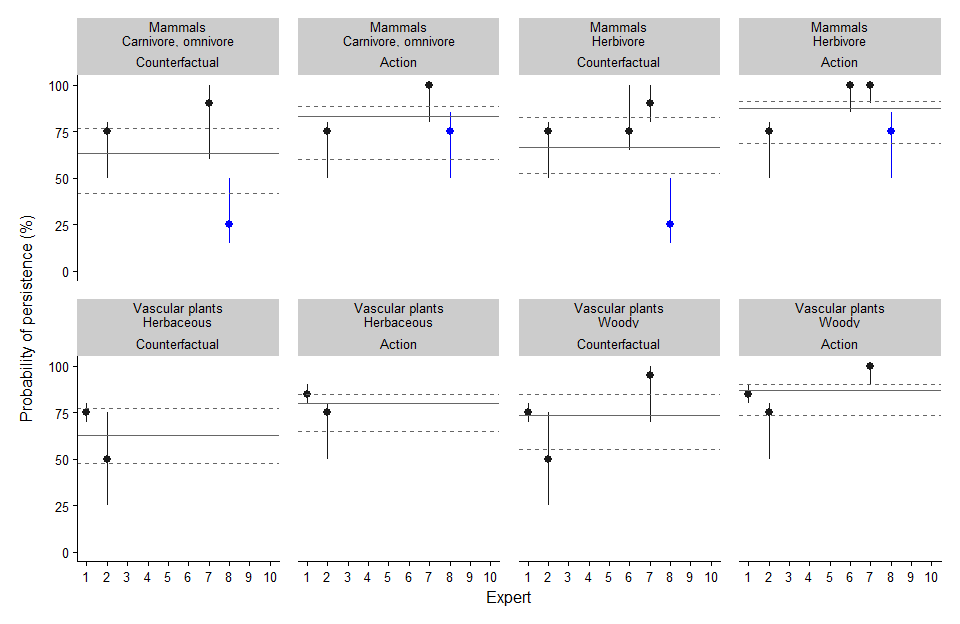 Mammals
Carnivore, omnivore
Counterfactual
Mammals
Carnivore, omnivore
Action
Mammals
Herbivore
Counterfactual
Mammals
Herbivore
Action
100
75
50
25
0
Probability of persistence (%)
Vascular plants
Herbaceous
Counterfactual
Vascular plants
Herbaceous
Action
Vascular plants
Woody
Counterfactual
Vascular plants
Woody
Action
100
75
50
25
0
1 2 3 4 5 6 7 8 9 10
1 2 3 4 5 6 7 8 9 10
1 2 3 4 5 6 7 8 9 10
1 2 3 4 5 6 7 8 9 10
Expert